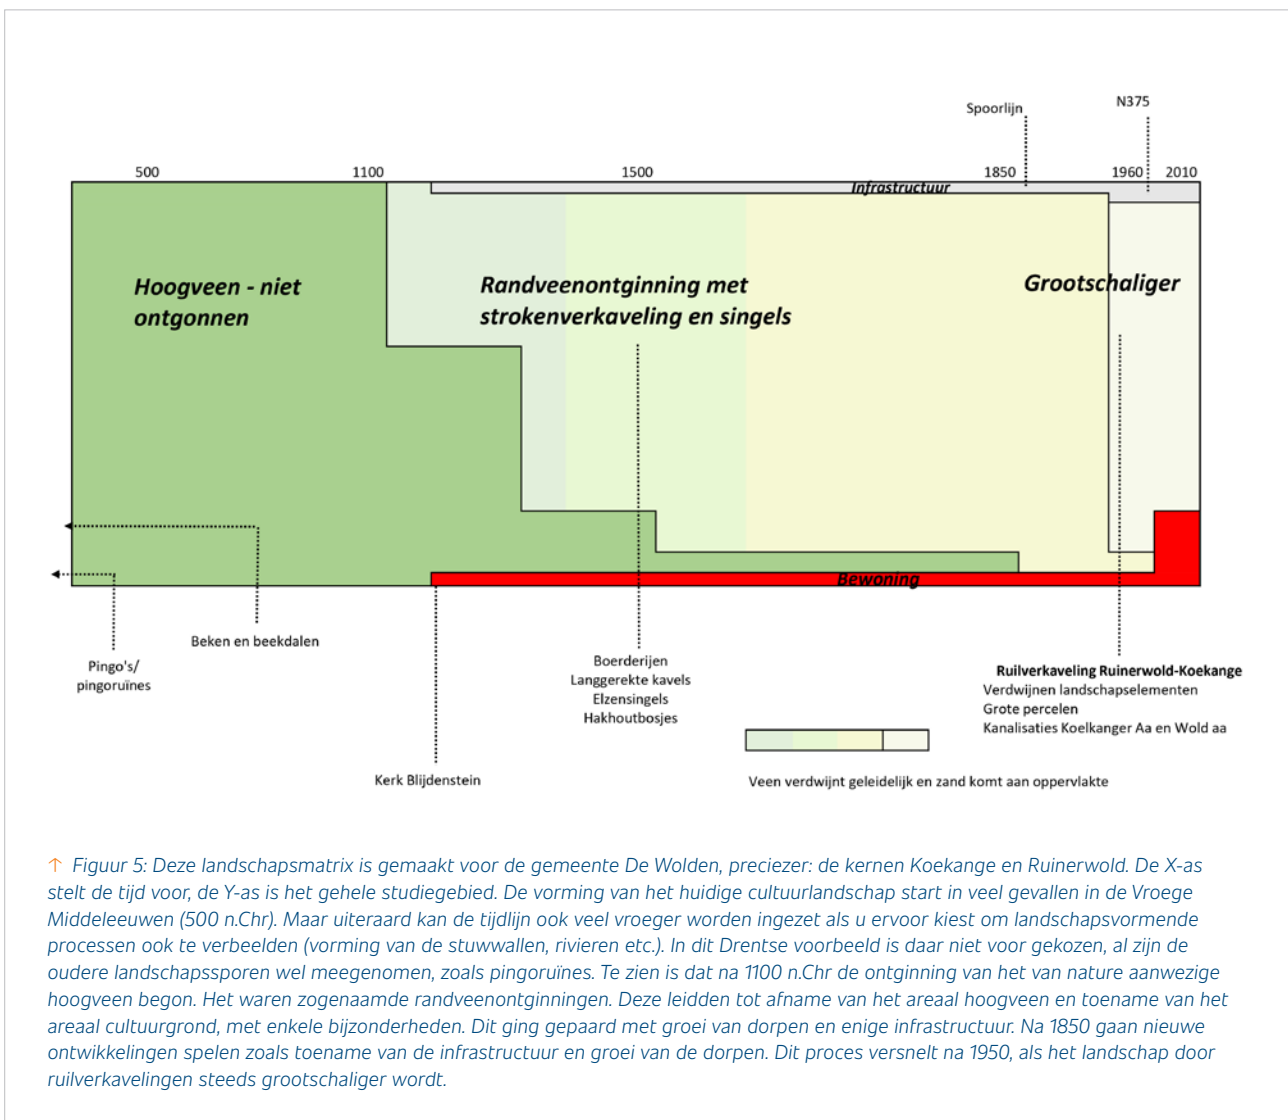 Spoorlijn
N375
500 1100 1500 1850 1960 2010
Infrastructuur
Hoogveen - niet
ontgonnen
Randveenontginning met
strokenverkaveling en singels
Grootschaliger
Bewoning
Beken en beekdalen
Pingo's/
pingoruïnes
Boerderijen
Langgerekte kavels
Elzensingels
Hakhoutbosjes
Ruilverkaveling Ruinerwold-Koekange
Verdwijnen landschapselementen
Grote percelen
Kanalisaties Koelkanger Aa en Wold aa
Kerk Blijdenstein
Veen verdwijnt geleidelijk en zand komt aan oppervlakte
↑ Figuur 5: Deze landschapsmatrix is gemaakt voor de gemeente De Wolden, preciezer: de kernen Koekange en Ruinerwold. De X-as
stelt de tijd voor, de Y-as is het gehele studiegebied. De vorming van het huidige cultuurlandschap start in veel gevallen in de Vroege
Middeleeuwen (500 n.Chr). Maar uiteraard kan de tijdlijn ook veel vroeger worden ingezet als u ervoor kiest om landschapsvormende
processen ook te verbeelden (vorming van de stuwwallen, rivieren etc.). In dit Drentse voorbeeld is daar niet voor gekozen, al zijn de
oudere landschapssporen wel meegenomen, zoals pingoruïnes. Te zien is dat na 1100 n.Chr de ontginning van het van nature aanwezige
hoogveen begon. Het waren zogenaamde randveenontginningen. Deze leidden tot afname van het areaal hoogveen en toename van het
areaal cultuurgrond, met enkele bijzonderheden. Dit ging gepaard met groei van dorpen en enige infrastructuur. Na 1850 gaan nieuwe
ontwikkelingen spelen zoals toename van de infrastructuur en groei van de dorpen. Dit proces versnelt na 1950, als het landschap door
ruilverkavelingen steeds grootschaliger wordt.